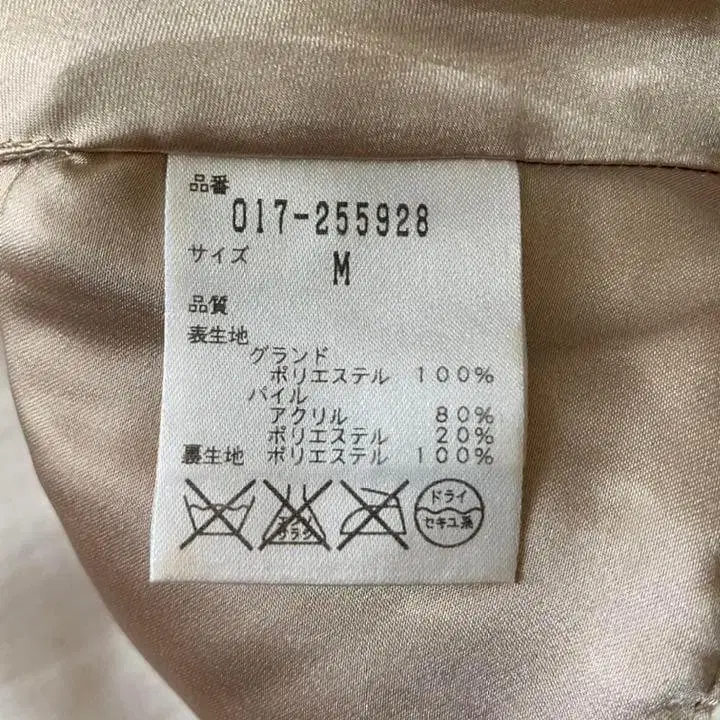 品番
017-255928
サイズ
M
品質
表生地
グランド
ポリエステル 100%
パイル
アクリル 80%
ポリエステル 20%
裏生地 ポリエステル 100%
ドライ
セキユ系